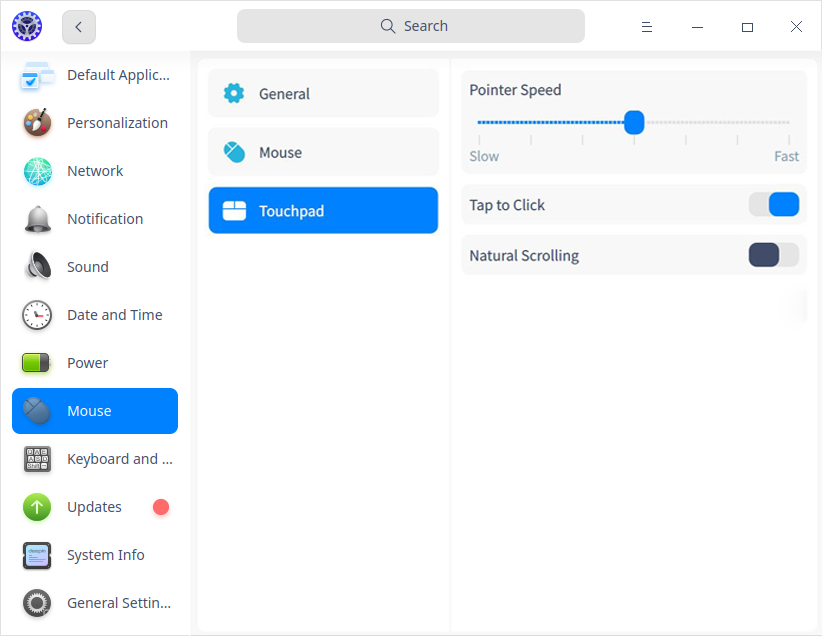 Search
Default Applic...
Personalization
Network
Notification
Sound
Date and Time
Power
Mouse
Keyboard and ...
Updates
System Info
General Settin...
General
Mouse
Touchpad
Pointer Speed
Slow
Fast
Tap to Click
Natural Scrolling